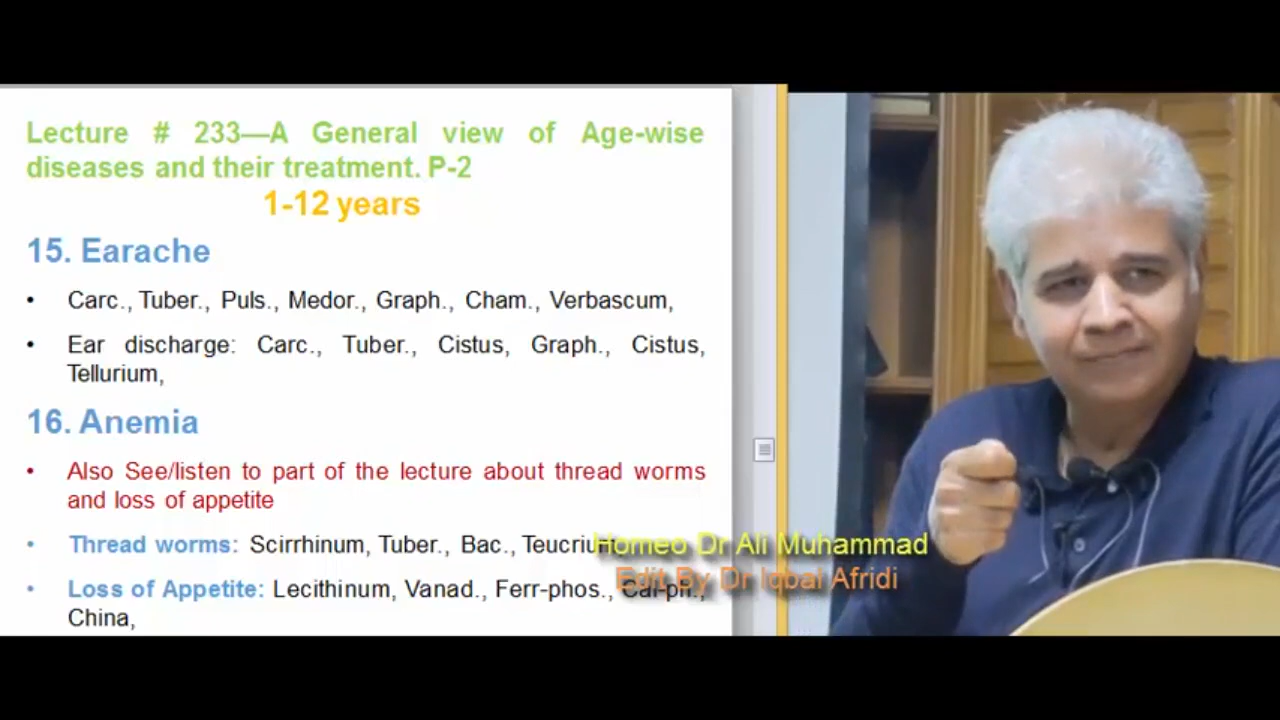 Lecture # 233—A General view of Age-wise
diseases and their treatment. P-2
1-12 years
15. Earache
• Carc., Tuber., Puls., Medor., Graph., Cham., Verbascum,
• Ear discharge: Carc., Tuber., Cistus, Graph., Cistus,
Tellurium,
16. Anemia
• Also See/listen to part of the lecture about thread worms
and loss of appetite
• Thread worms: Scirrhinum, Tuber., Bac.,
Homeo Dr Ali Muhammad
Edit By Dr Iqbal Afridi
• Loss of Appetite: Lecithinum, Vanad., Ferr-phos.,
China,